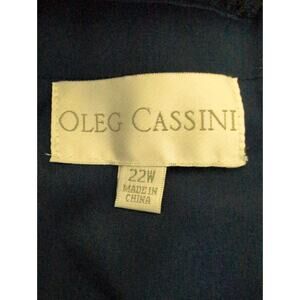 OLEG CASSINI
22W
MADE IN
CHINA